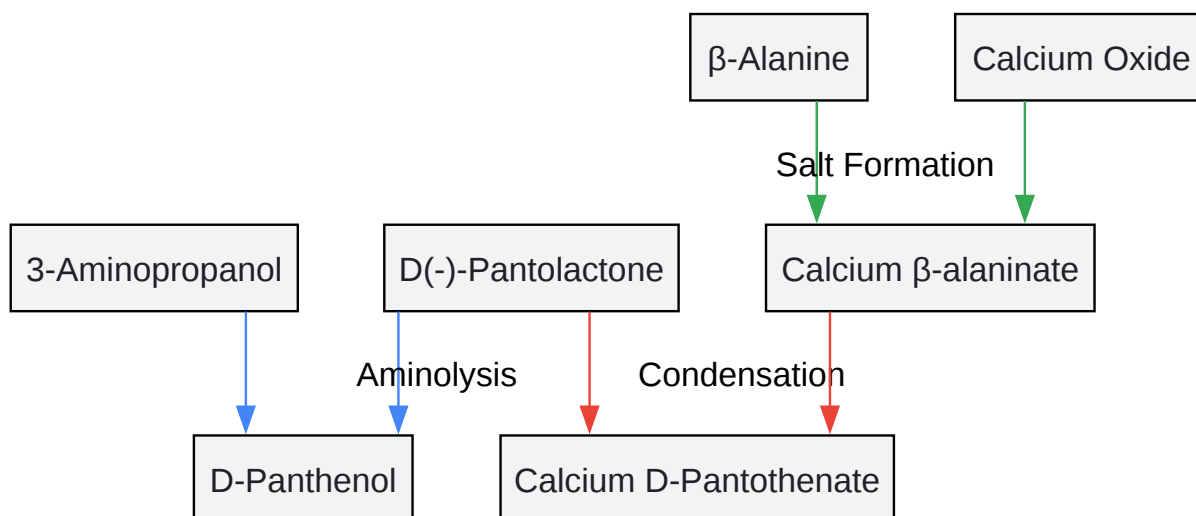 β-Alanine
Calcium Oxide
Salt Formation
3-Aminopropanol
D(-)-Pantolactone
Calcium β-alaninate
Aminolysis
Condensation
D-Panthenol
Calcium D-Pantothenate